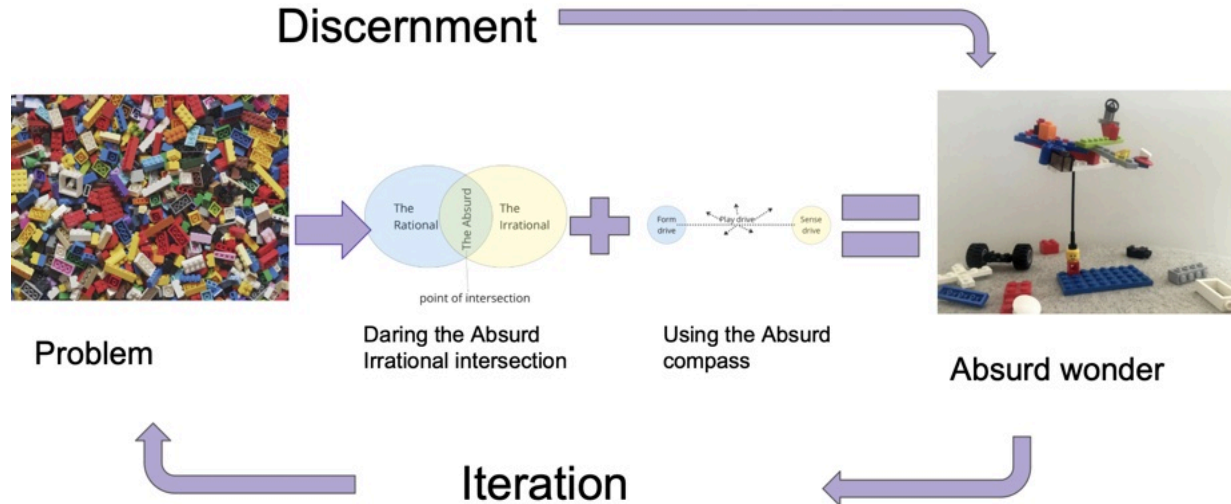 Discernment
The
Rational
The Absurd
The
Irrational
point of intersection
Form
drive
Play drive
Sense
drive
Problem
Daring the Absurd
Irrational intersection
Using the Absurd
compass
Absurd wonder
Iteration